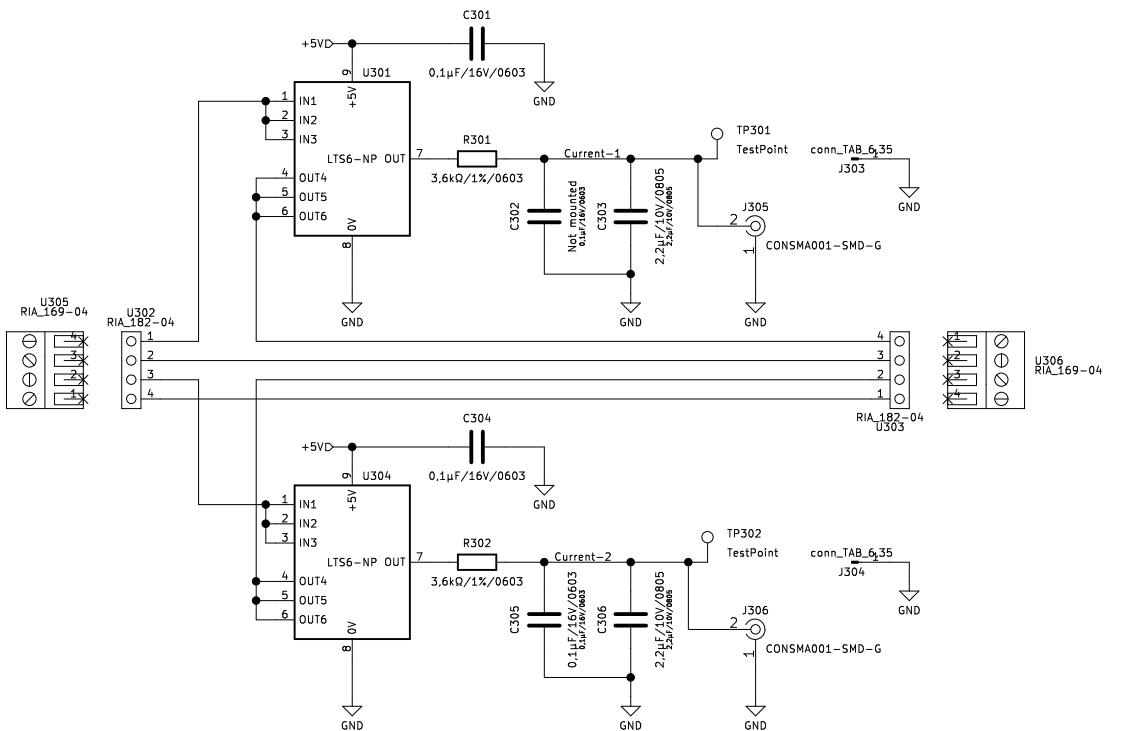 C301
+5V
0,1µF/16V/0603
GND
9
U301
+5V
1 IN1
2 IN2
3 IN3
LTS6-NP OUT 7
4 OUT4
5 OUT5
6 OUT6
0V
8
GND
R301
3,6kΩ/1%/0603
Current-1
C302
Not mounted
0,1µF/16V/0603
C303
2,2µF/10V/0805
2,2µF/10V/0805
GND
TP301
TestPoint
conn_TAB_6,35
1
J303
GND
J305
2
CONSMA001-SMD-G
1
GND
U305
RIA_169-04
4
3
2
1
U302
RIA_182-04
1
2
3
4
4
3
2
1
RIA_182-04
U303
1
2
3
4
U306
RIA_169-04
C304
+5V
0,1µF/16V/0603
GND
9
U304
+5V
1 IN1
2 IN2
3 IN3
LTS6-NP OUT 7
4 OUT4
5 OUT5
6 OUT6
0V
8
GND
R302
3,6kΩ/1%/0603
Current-2
C305
0,1µF/16V/0603
0,1µF/16V/0603
C306
2,2µF/10V/0805
2,2µF/10V/0805
GND
TP302
TestPoint
conn_TAB_6,35
1
J304
GND
J306
2
CONSMA001-SMD-G
1
GND